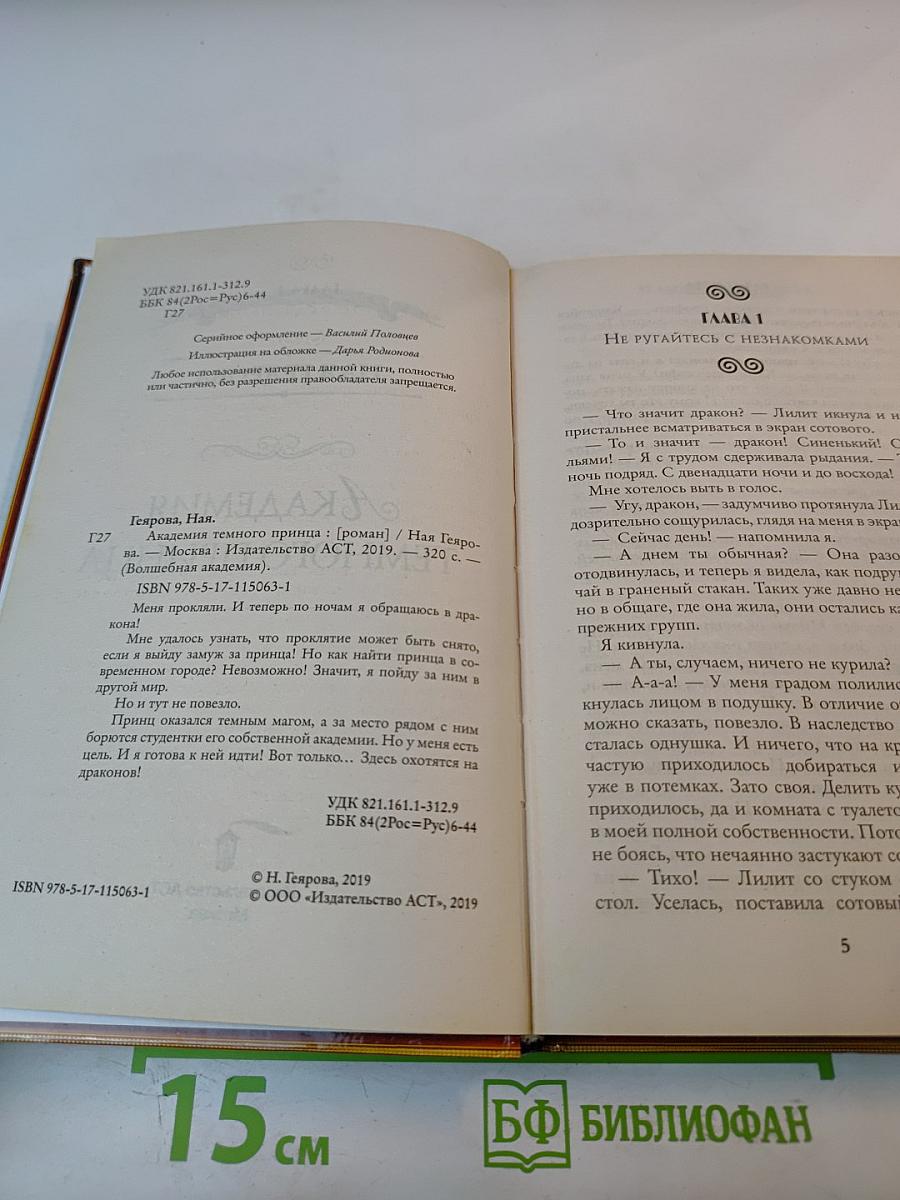 УДК 821.161.1-312.9
ББК 84(2Рос=Рус)6-44
Г27
Серийное оформление — Василий Половцев
Иллюстрация на обложке — Дарья Родионова
Любое использование материала данной книги, полностью
или частично, без разрешения правообладателя запрещается.
Геярова, Ная.
Г27 Академия темного принца : [роман] / Ная Геяро-
ва. — Москва : Издательство АСТ, 2019. — 320 с. —
(Волшебная академия).
ISBN 978-5-17-115063-1
Меня прокляли. И теперь по ночам я обращаюсь в дра-
кона!
Мне удалось узнать, что проклятие может быть снято,
если я выйду замуж за принца! Но как найти принца в со-
временном городе? Невозможно! Значит, я пойду за ним в
другой мир.
Но и тут не повезло.
Принц оказался темным магом, а за место рядом с ним
борются студентки его собственной академии. Но у меня есть
цель. И я готова к ней идти! Вот только... Здесь охотятся на
драконов!
УДК 821.161.1-312.9
ББК 84(2Рос=Рус)6-44
© Н. Геярова, 2019
ISBN 978-5-17-115063-1
© ООО «Издательство АСТ», 2019
ГЛАВА 1
Не ругайтесь с незнакомками
— Что значит дракон? — Лилит икнула и
пристальнее всматриваться в экран сотового.
— То и значит — дракон! Синенький!
льями! — Я с трудом сдерживала рыдания. —
ночь подряд. С двенадцати ночи и до восхода!
Мне хотелось выть в голос.
— Угу, дракон, — задумчиво протянула
дозрительно сощурилась, глядя на меня в
— Сейчас день! — напомнила я.
— А днем ты обычная? — Она
отодвинулась, и теперь я видела, как
чай в граненый стакан. Таких уже давно
но в общаге, где она жила, они остались
прежних групп.
Я кивнула.
— А ты, случаем, ничего не курила?
— А-а-а! — У меня градом
кнулась лицом в подушку. В отличие
можно сказать, повезло. В наследство
сталась однушка. И ничего, что на
частую приходилось добираться
уже в потемках. Зато своя. Делить
приходилось, да и комната с
в моей полной собственности.
не боясь, что нечаянно застукают
— Тихо! — Лилит со стуком
стол. Уселась, поставила
5
15 см
БФ БИБЛИОФАН